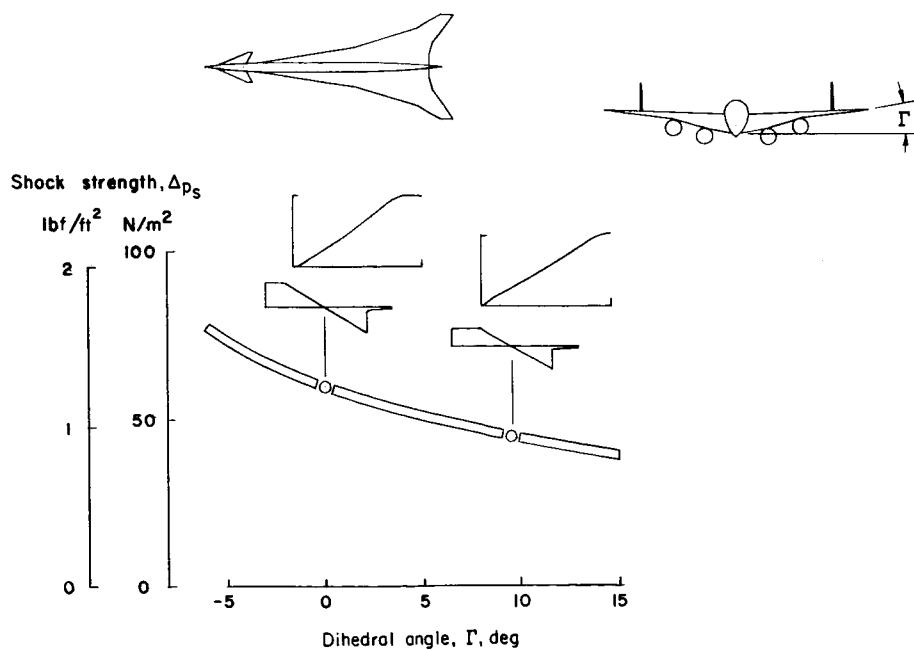 Γ
Shock strength, Δp_s
lbf/ft² N/m²
100
2
50
1
0 0
-5 0 5 10 15
Dihedral angle, Γ, deg